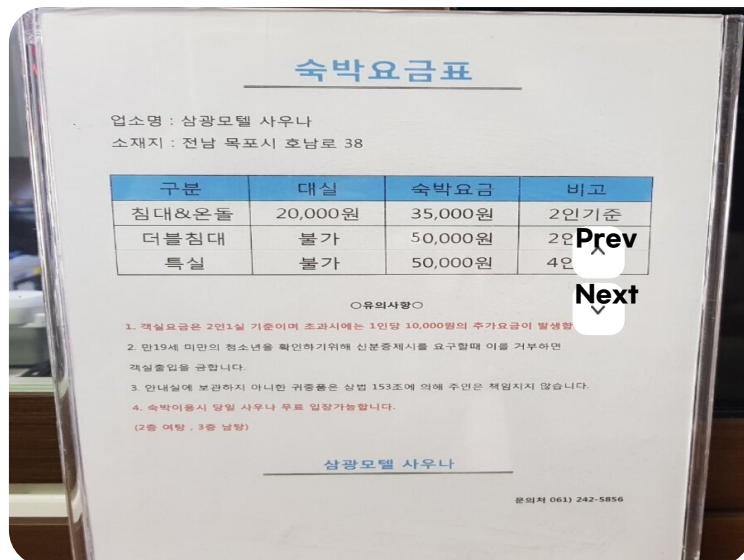 숙박요금표
업소명 : 삼광모텔 사우나
소재지 : 전남 목포시 호남로 38
구분 대실 숙박요금 비고
침대&온돌 20,000원 35,000원 2인기준
더블침대 불가 50,000원
특실 불가 50,000원
Prev
Next
○유의사항○
1. 객실요금은 2인1실 기준이며 초과시에는 1인당 10,000원의 추가요금이
2. 만19세 미만의 청소년을 확인하기위해 신분증제시를 요구할때 이를 거부하면
객실출입을 금합니다.
3. 안내실에 보관하지 아니한 귀중품은 상법 153조에 의해 주인은 책임지지 않습니다.
4. 숙박이용시 당일 사우나 무료 입장가능합니다.
(2층 여탕 , 3층 남탕)
삼광모텔 사우나
문의처 061) 242-5856